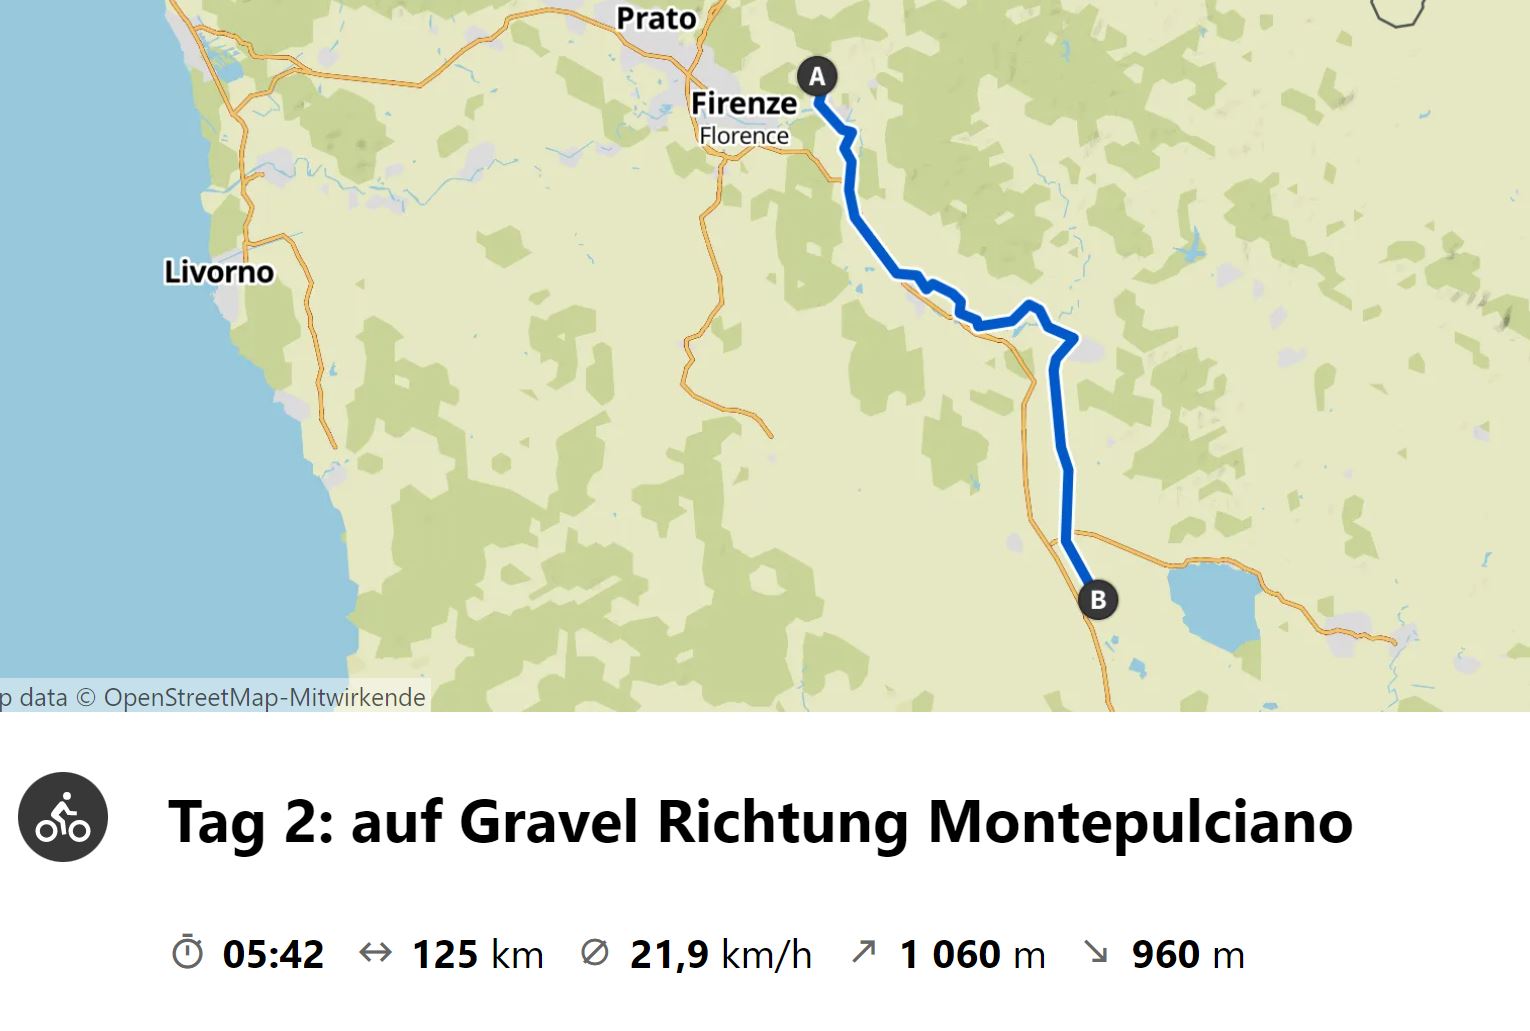 Prato
A
Firenze
Florence
Livorno
B
p data © OpenStreetMap-Mitwirkende
Tag 2: auf Gravel Richtung Montepulciano
05:42 125 km 21,9 km/h 1 060 m 960 m